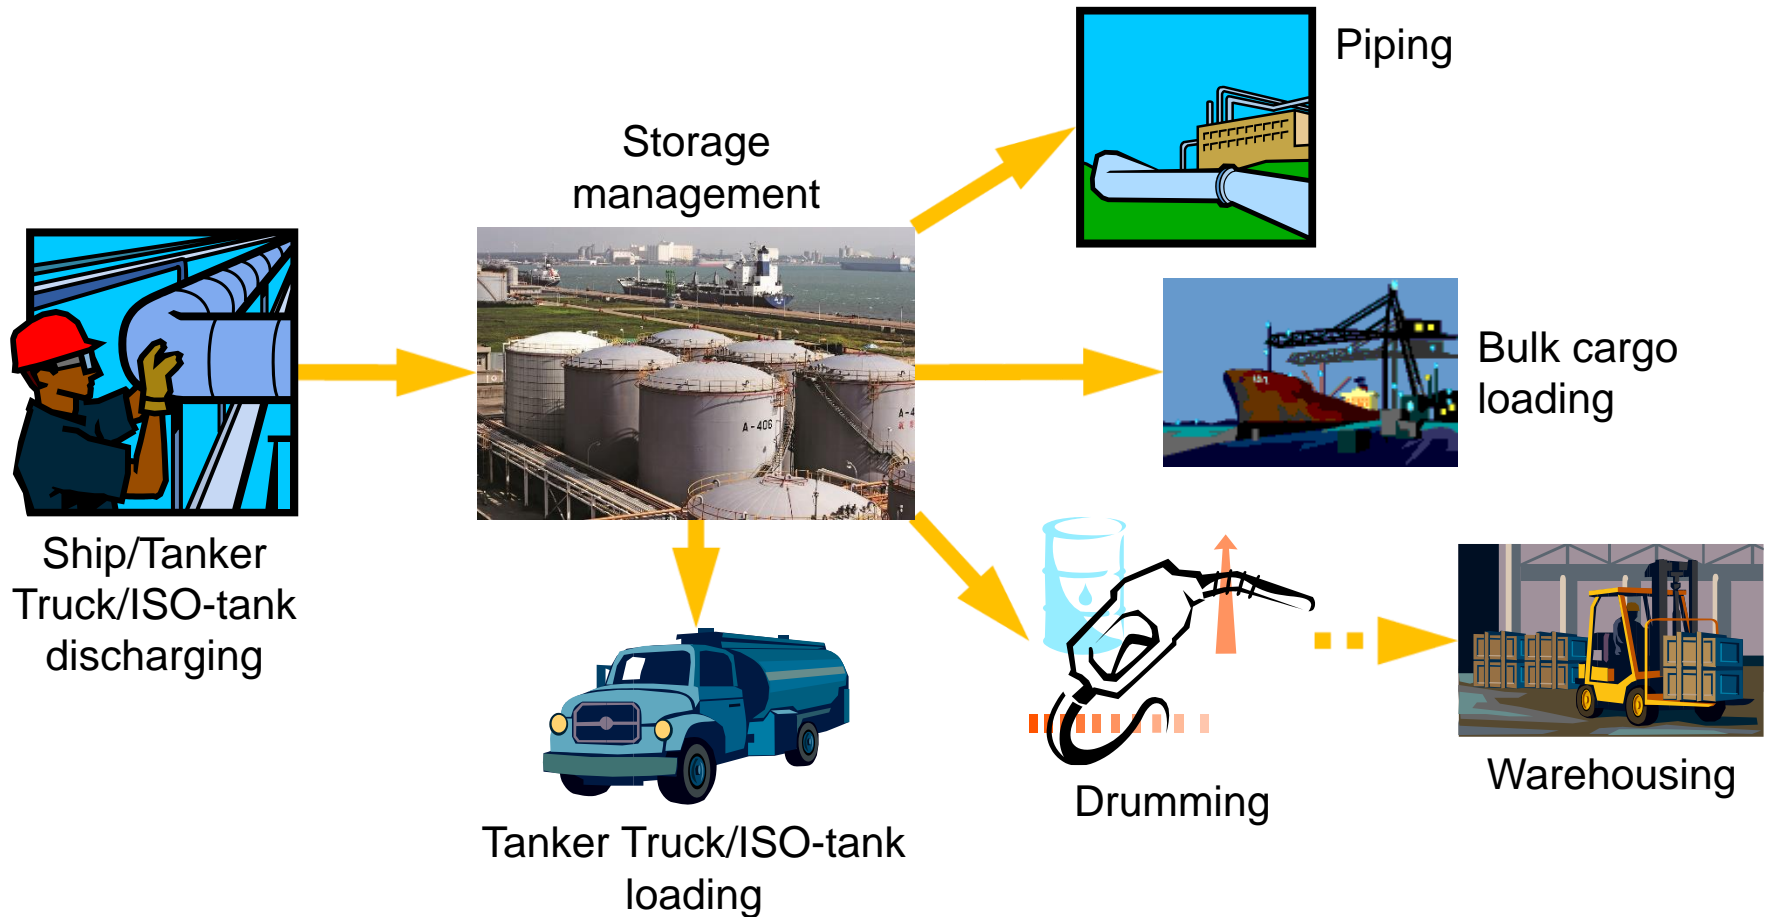 Piping
Storage
management
A-406
Bulk cargo
loading
Ship/Tanker
Truck/ISO-tank
discharging
Drumming
Warehousing
Tanker Truck/ISO-tank
loading